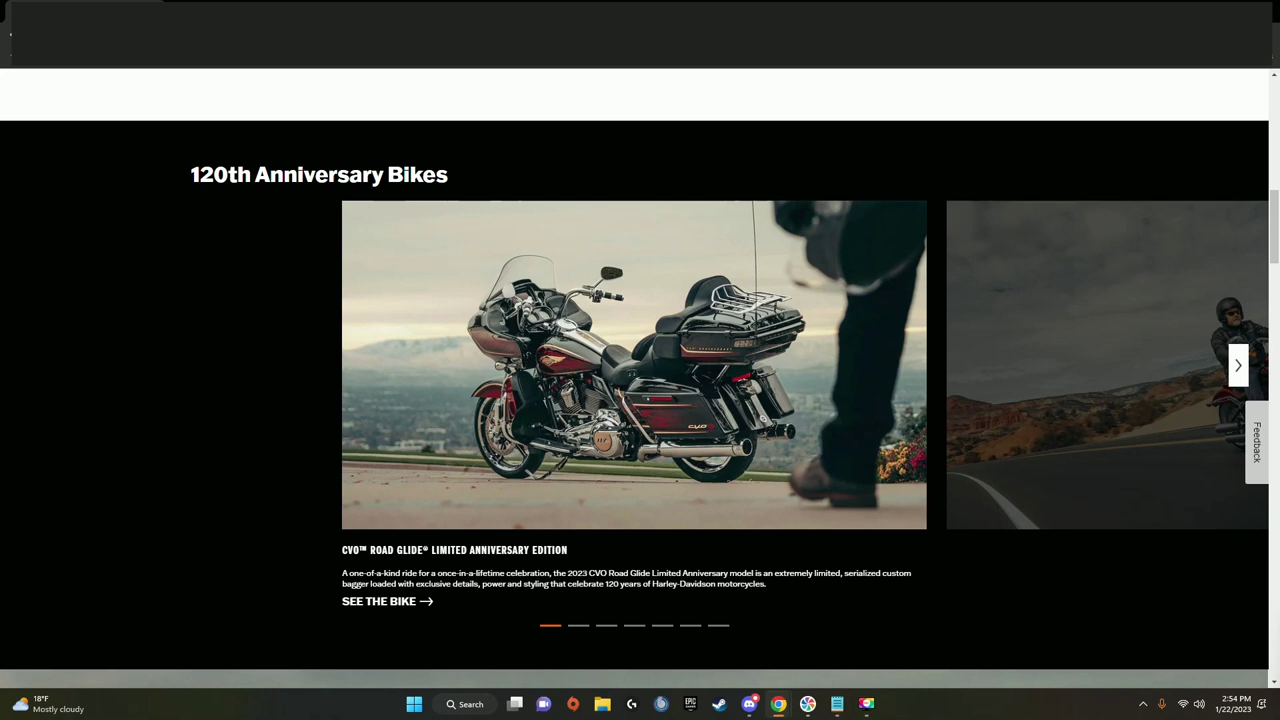 120th Anniversary Bikes
CVO
Feedback
CVO™ ROAD GLIDE® LIMITED ANNIVERSARY EDITION
A one-of-a-kind ride for a once-in-a-lifetime celebration, the 2023 CVO Road Glide Limited Anniversary model is an extremely limited, serialized custom
bagger loaded with exclusive details, power and styling that celebrate 120 years of Harley-Davidson motorcycles.
SEE THE BIKE →
18°F
Mostly cloudy
Search
EPIC
2:54 PM
1/22/2023